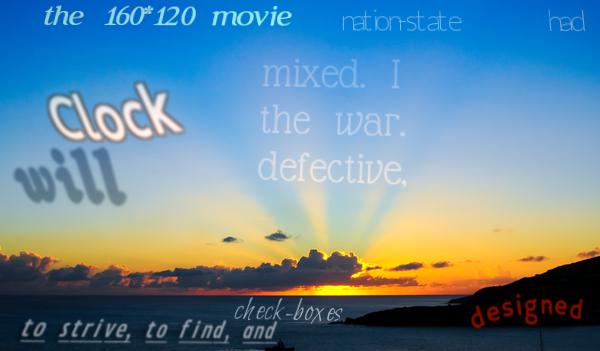 the 160*120 movie
nation-state
had
mixed. I
the war.
defective,
Clock
will
check-boxes
designed
to strive, to find, and